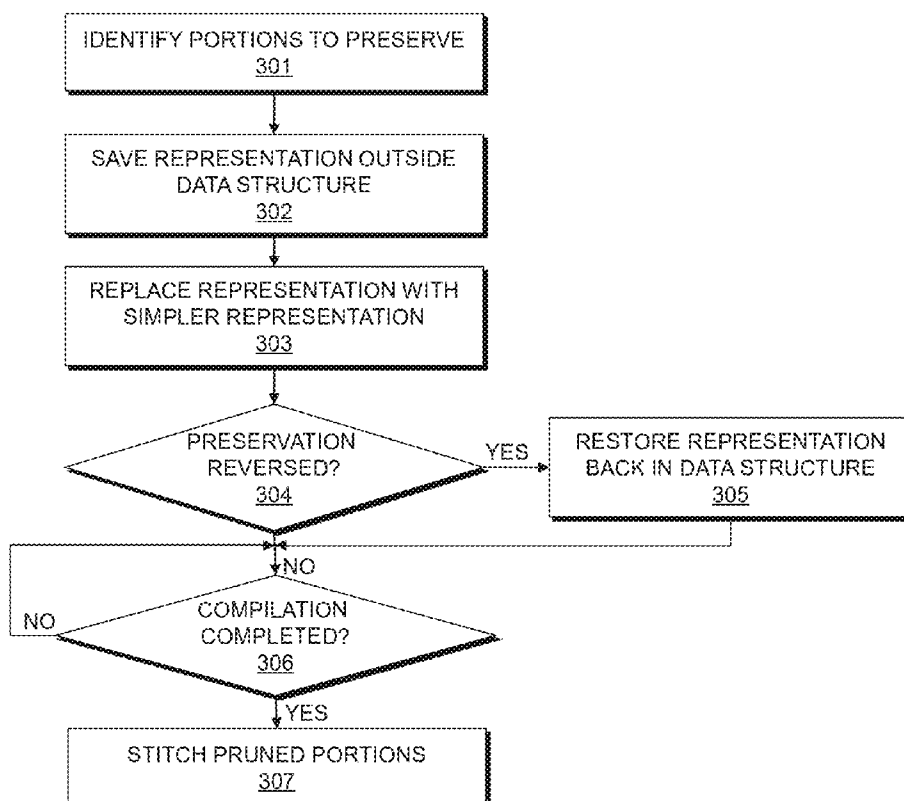 IDENTIFY PORTIONS TO PRESERVE
301
SAVE REPRESENTATION OUTSIDE
DATA STRUCTURE
302
REPLACE REPRESENTATION WITH
SIMPLER REPRESENTATION
303
PRESERVATION
REVERSED?
304
YES
RESTORE REPRESENTATION
BACK IN DATA STRUCTURE
305
NO
NO
COMPILATION
COMPLETED?
306
YES
STITCH PRUNED PORTIONS
307